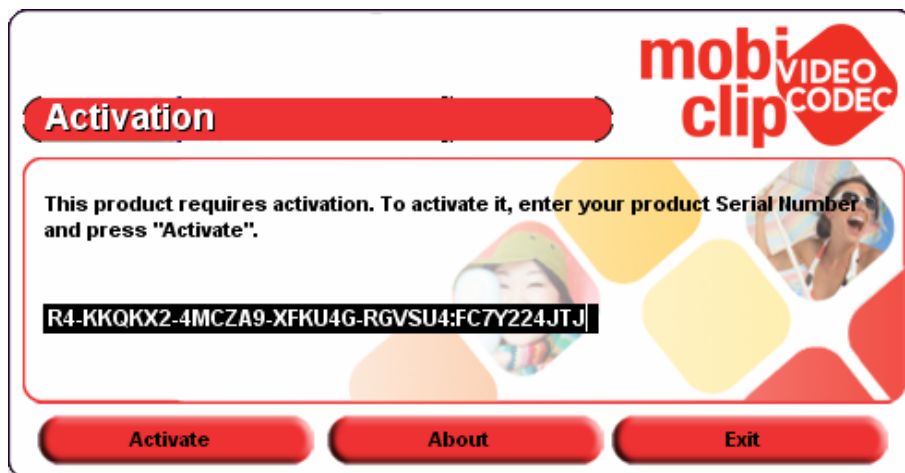 mobi
clip
VIDEO
CODEC
Activation
This product requires activation. To activate it, enter your product Serial Number
and press "Activate".
R4-KKQKX2-4MCZA9-XFKU4G-RGVSU4:FC7Y224JTJ
Activate
About
Exit